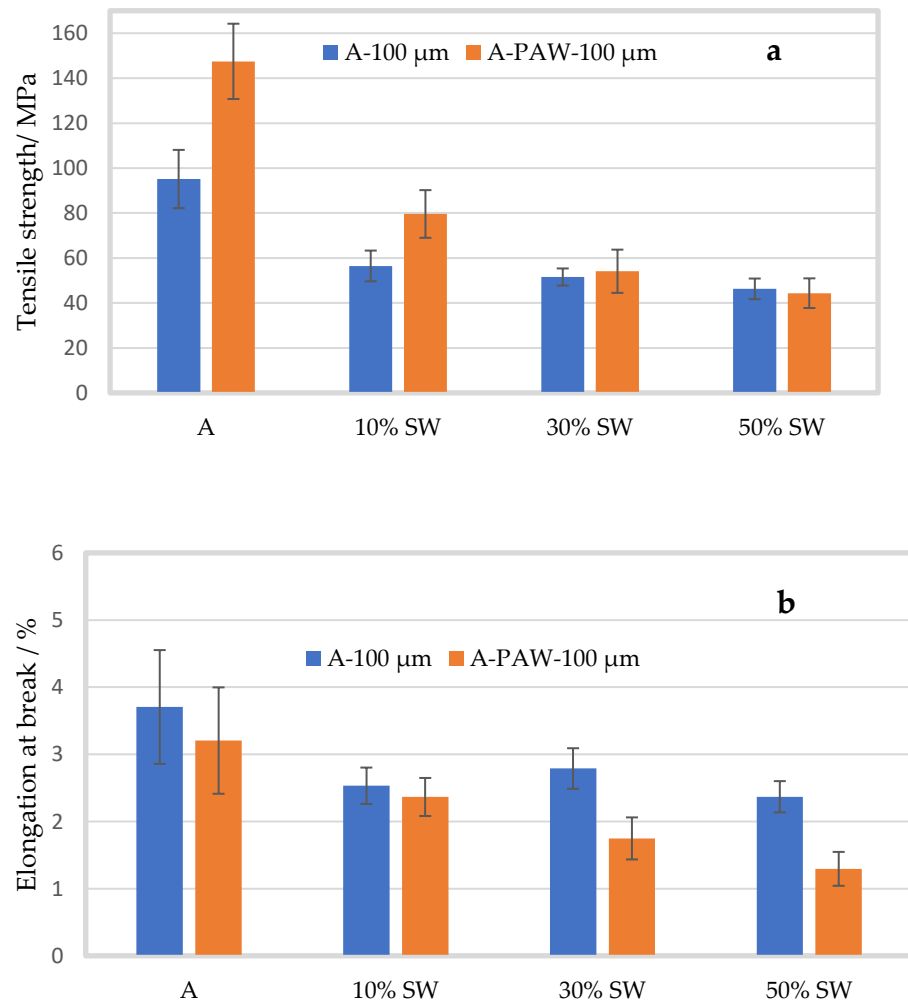 160
A-100 μm A-PAW-100 μm a
140
120
100
80
60
40
20
0
Tensile strength/ MPa
A 10% SW 30% SW 50% SW
6
5
4
3
2
1
0
b
A-100 μm A-PAW-100 μm
Elongation at break / %
A 10% SW 30% SW 50% SW